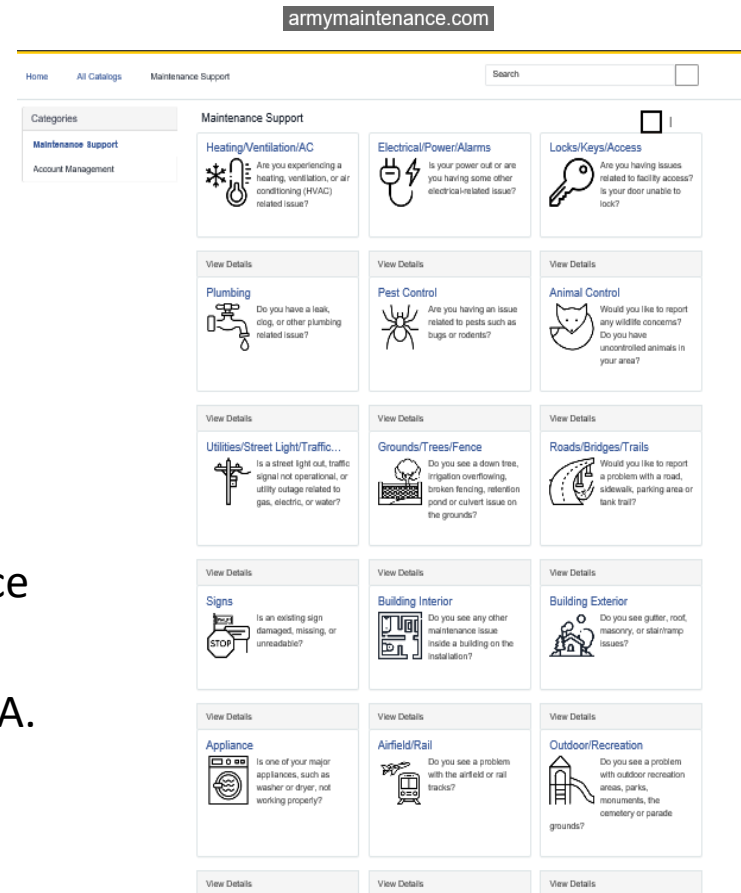 armymaintenance.com
Home All Catalogs Maintenance Support Search
Categories
Maintenance Support
Account Management
Maintenance Support
Heating/Ventilation/AC
Are you experiencing a
heating, ventilation, or air
conditioning (HVAC)
related issue?
Electrical/Power/Alarms
Is your power out or are
you having some other
electrical-related issue?
Locks/Keys/Access
Are you having issues
related to facility access?
Is your door unable to
lock?
View Details
View Details
View Details
Plumbing
Do you have a leak,
clog, or other plumbing
related issue?
Pest Control
Are you having an issue
related to pests such as
bugs or rodents?
Animal Control
Would you like to report
any wildlife concerns?
Do you have
uncontrolled animals in
your area?
View Details
View Details
View Details
Utilities/Street Light/Traffic...
Is a street light out, traffic
signal not operational, or
utility outage related to
gas, electric, or water?
Grounds/Trees/Fence
Do you see a down tree,
irrigation overflowing,
broken fencing, retention
pond or culvert issue on
the grounds?
Roads/Bridges/Trails
Would you like to report
a problem with a road,
sidewalk, parking area or
tank trail?
ce
A.
View Details
View Details
View Details
Signs
STOP
Is an existing sign
damaged, missing, or
unreadable?
Building Interior
Do you see any other
maintenance issue
inside a building on the
installation?
Building Exterior
Do you see gutter, roof,
masonry, or stair/ramp
issues?
View Details
View Details
View Details
Appliance
Is one of your major
appliances, such as
washer or dryer, not
working properly?
Airfield/Rail
Do you see a problem
with the airfield or rail
tracks?
Outdoor/Recreation
Do you see a problem
with outdoor recreation
areas, parks,
monuments, the
cemetery or parade
grounds?
View Details
View Details
View Details